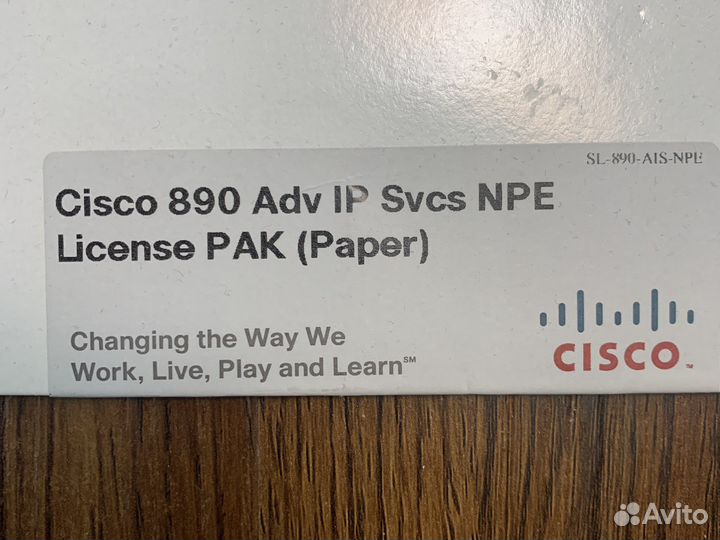 SL-890-AIS-NPE
Cisco 890 Adv IP Svcs NPE
License PAK (Paper)
Changing the Way We
Work, Live, Play and Learn℠
CISCO™
Avito